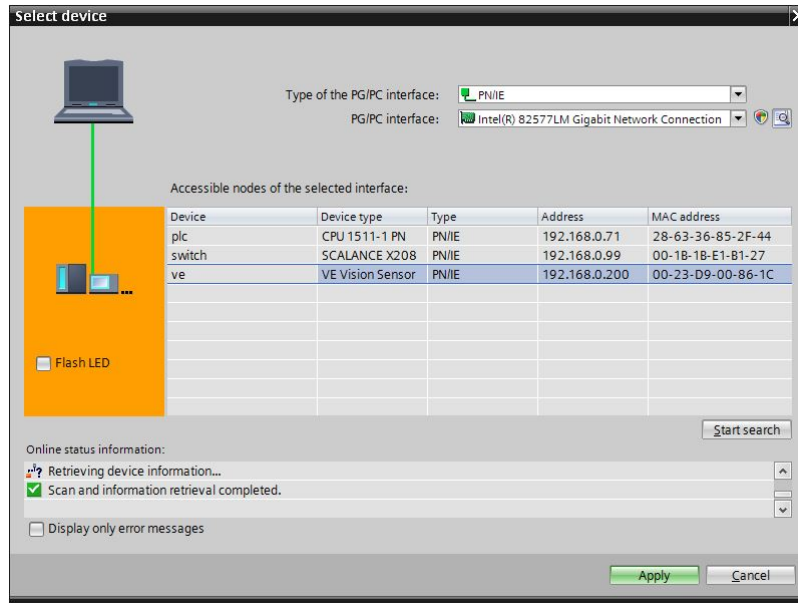 Select device
Type of the PG/PC interface: PN/IE
PG/PC interface: Intel(R) 82577LM Gigabit Network Connection
Accessible nodes of the selected interface:
Device Device type Type Address MAC address
plc CPU 1511-1 PN PN/IE 192.168.0.71 28-63-36-85-2F-44
switch SCALANCE X208 PN/IE 192.168.0.99 00-1B-1B-E1-B1-27
ve VE Vision Sensor PN/IE 192.168.0.200 00-23-D9-00-86-1C
Flash LED
Start search
Online status information:
Retrieving device information...
Scan and information retrieval completed.
Display only error messages
Apply Cancel